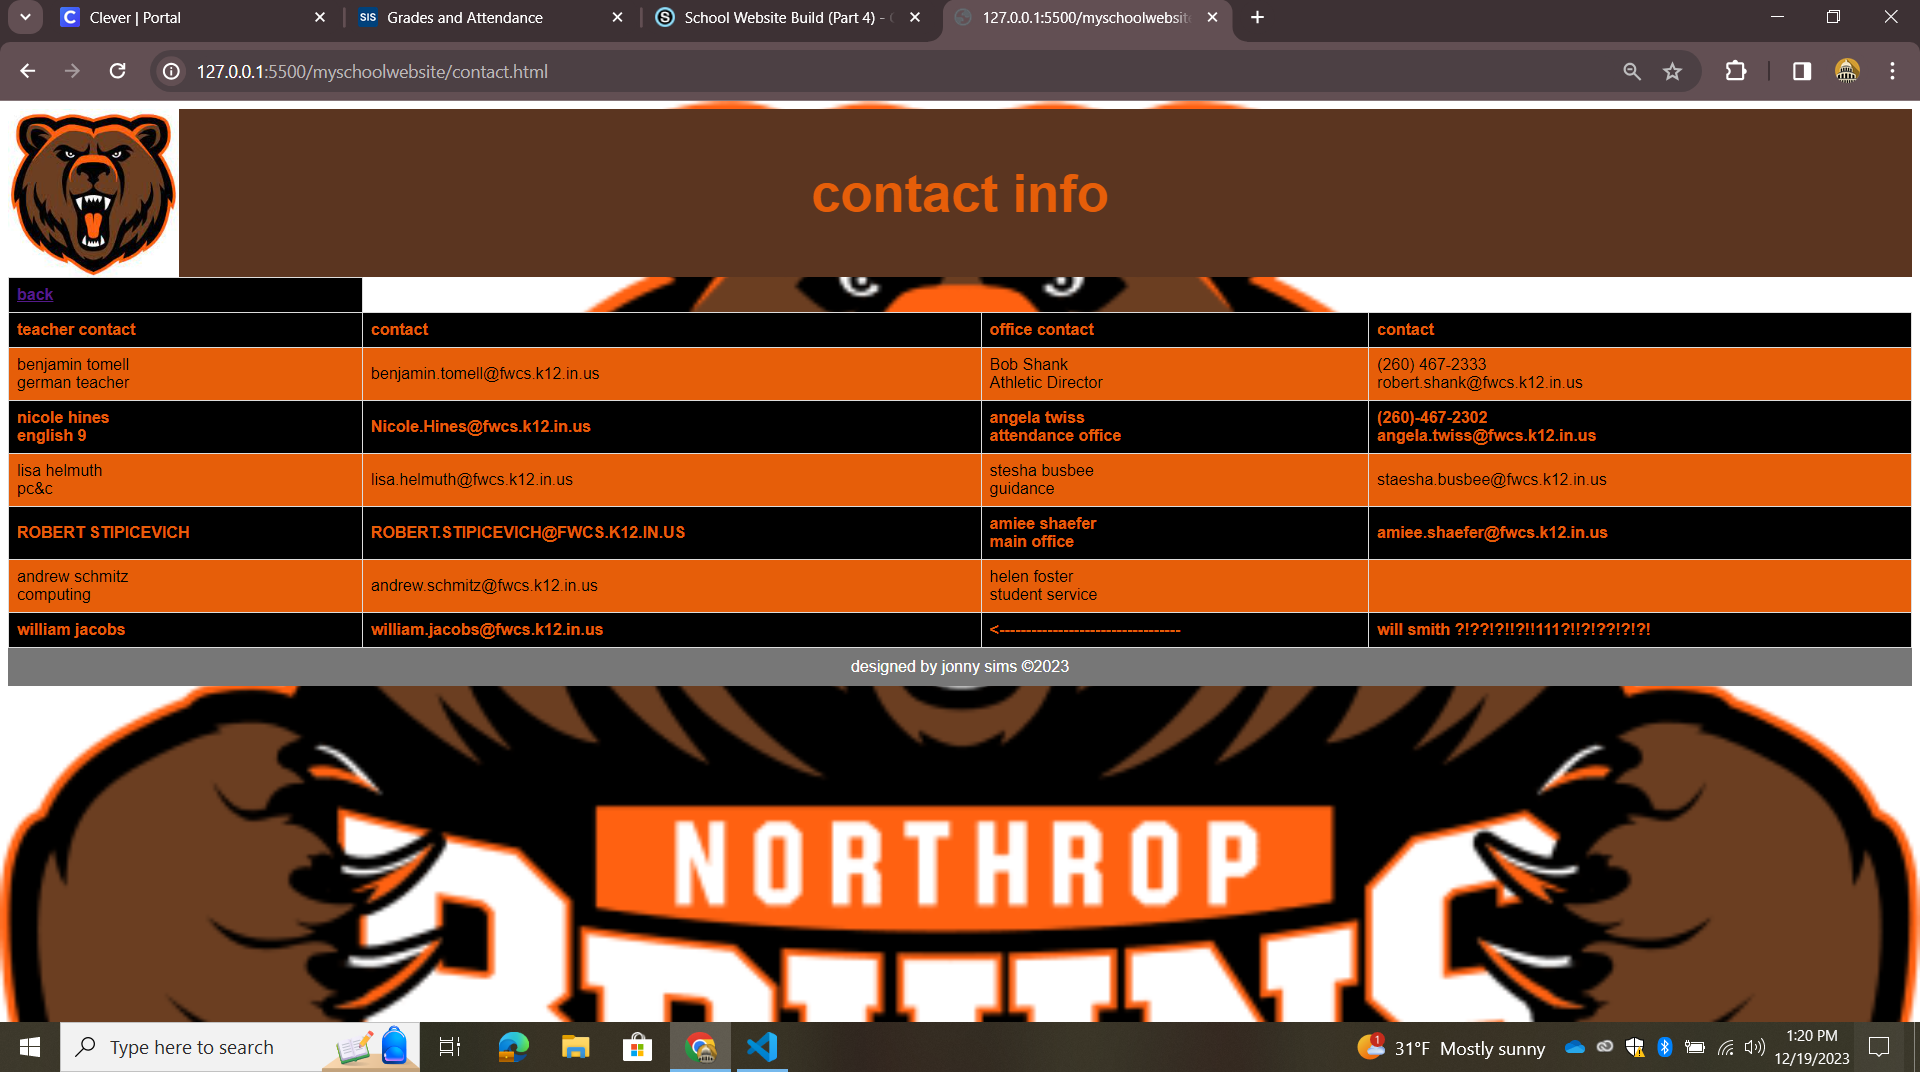 Clever | Portal
SIS Grades and Attendance
School Website Build (Part 4) -
127.0.0.1:5500/myschoolwebsite
127.0.0.1:5500/myschoolwebsite/contact.html
contact info
back
teacher contact contact office contact contact
benjamin tomell
german teacher
benjamin.tomell@fwcs.k12.in.us
Bob Shank
Athletic Director
(260) 467-2333
robert.shank@fwcs.k12.in.us
nicole hines
english 9
Nicole.Hines@fwcs.k12.in.us
angela twiss
attendance office
(260)-467-2302
angela.twiss@fwcs.k12.in.us
lisa helmuth
pc&c
lisa.helmuth@fwcs.k12.in.us
stesha busbee
guidance
staesha.busbee@fwcs.k12.in.us
ROBERT STIPICEVICH
ROBERT.STIPICEVICH@FWCS.K12.IN.US
amiee shaefer
main office
amiee.shaefer@fwcs.k12.in.us
andrew schmitz
computing
andrew.schmitz@fwcs.k12.in.us
helen foster
student service
william jacobs
william.jacobs@fwcs.k12.in.us
<----------------------------------
will smith ?!??!?!!?!!111?!!?!??!?!?!
designed by jonny sims ©2023
NORTHROP
BRUINS
Type here to search
1
31°F Mostly sunny
1:20 PM
12/19/2023